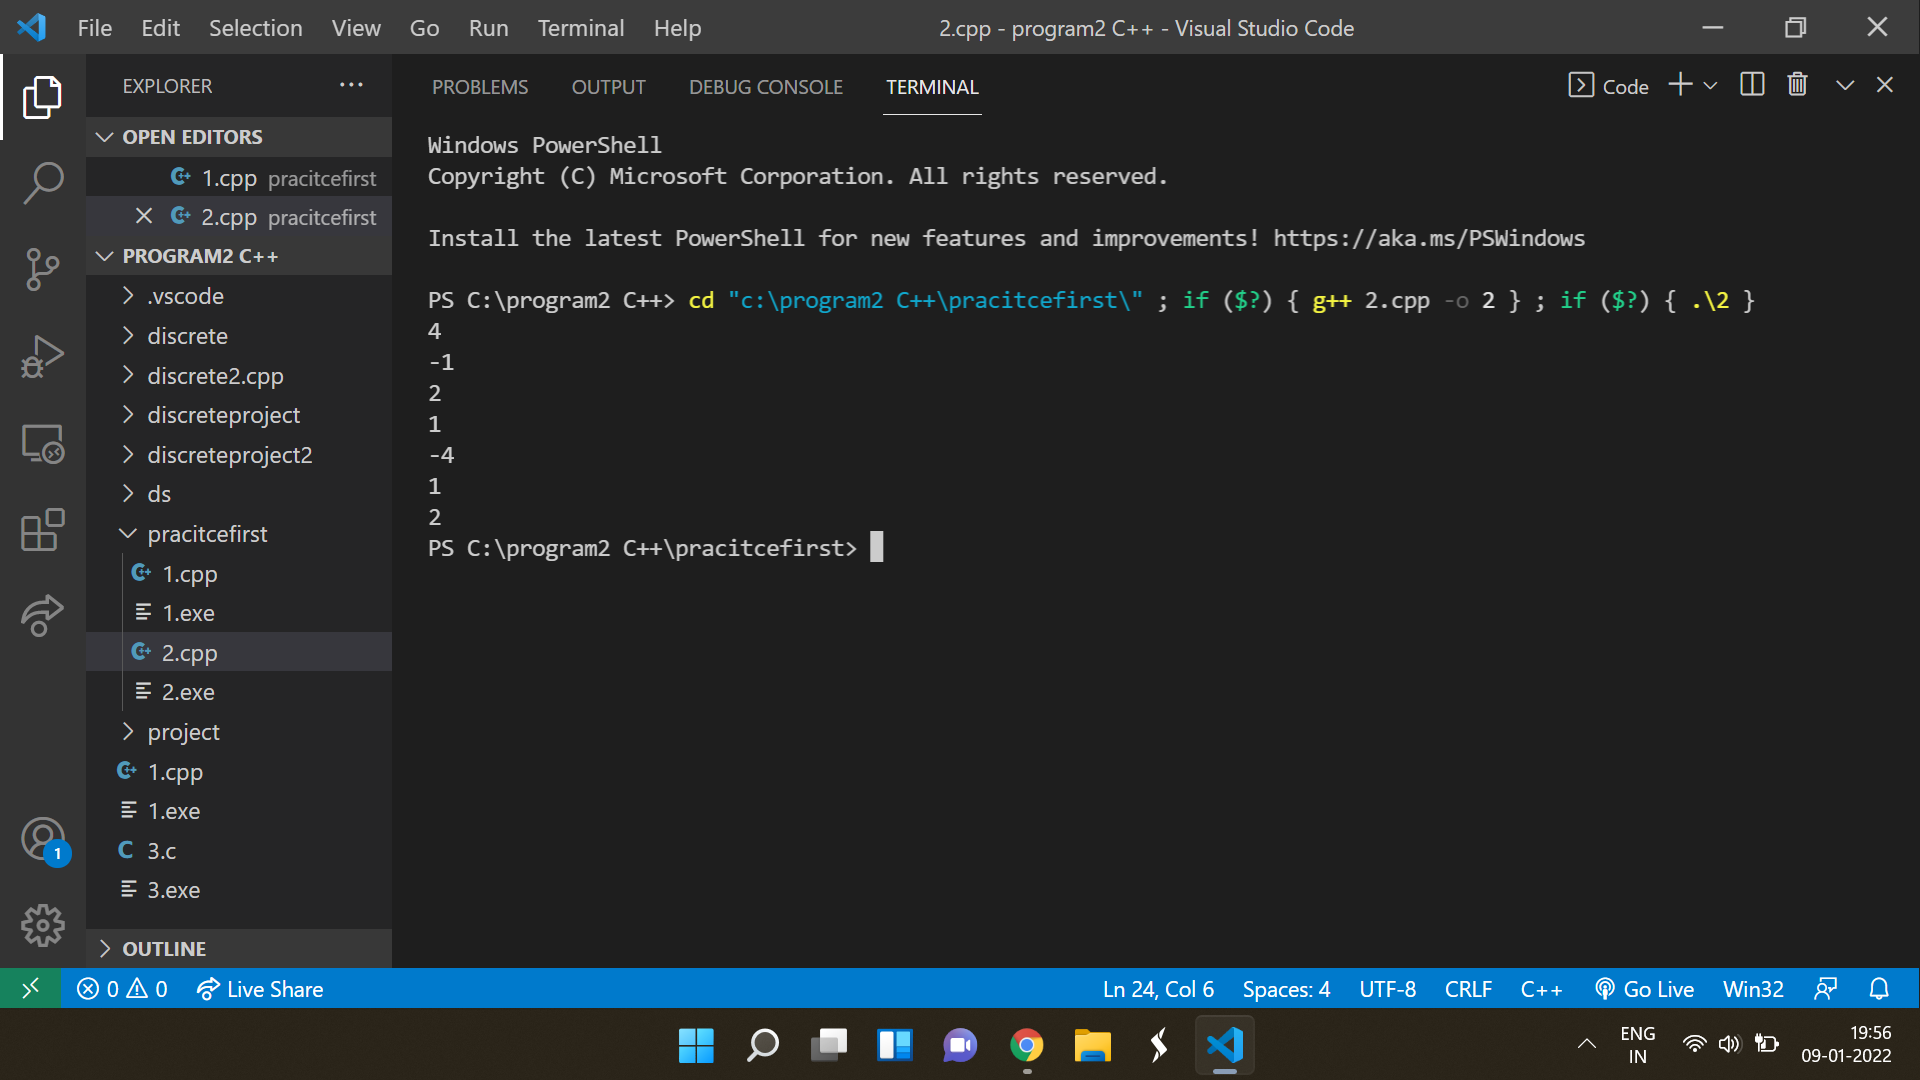 File Edit Selection View Go Run Terminal Help 2.cpp - program2 C++ - Visual Studio Code
EXPLORER ...
PROBLEMS OUTPUT DEBUG CONSOLE TERMINAL Code
OPEN EDITORS
1.cpp pracitcefirst
2.cpp pracitcefirst
PROGRAM2 C++
.vscode
discrete
discrete2.cpp
discreteproject
discreteproject2
ds
pracitcefirst
1.cpp
1.exe
2.cpp
2.exe
project
1.cpp
1.exe
C 3.c
3.exe
OUTLINE
1
Windows PowerShell
Copyright (C) Microsoft Corporation. All rights reserved.
Install the latest PowerShell for new features and improvements! https://aka.ms/PSWindows
PS C:\program2 C++> cd "c:\program2 C++\pracitcefirst\" ; if ($?) { g++ 2.cpp -o 2 } ; if ($?) { .\2 }
4
-1
2
1
-4
1
2
PS C:\program2 C++\pracitcefirst>
0 0 Live Share Ln 24, Col 6 Spaces: 4 UTF-8 CRLF C++ Go Live Win32
ENG
IN
19:56
09-01-2022